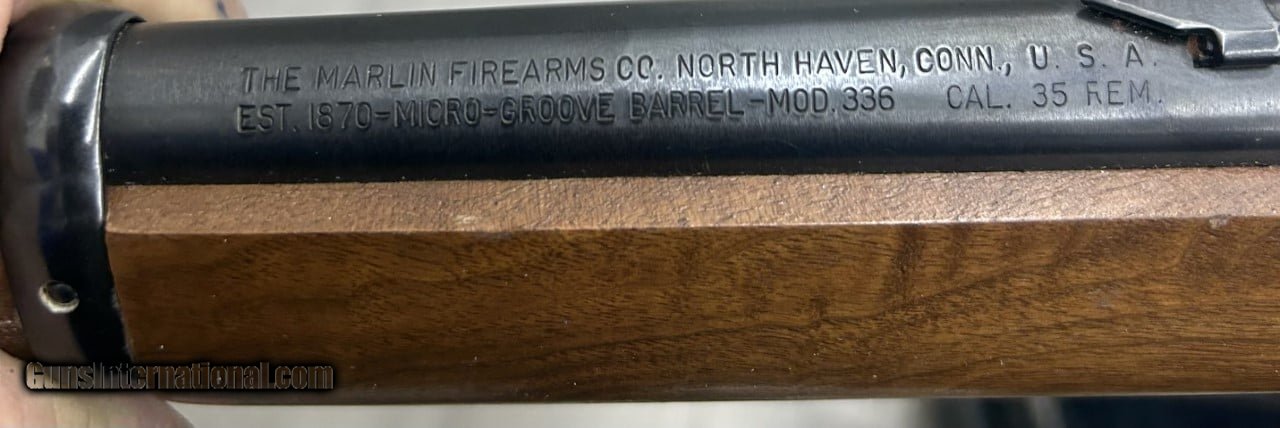 THE MARLIN FIREARMS CO. NORTH HAVEN, CONN., U. S. A.
EST. 1870-MICRO-GROOVE BARREL-MOD. 336 CAL. 35 REM.
GunsInternational.com